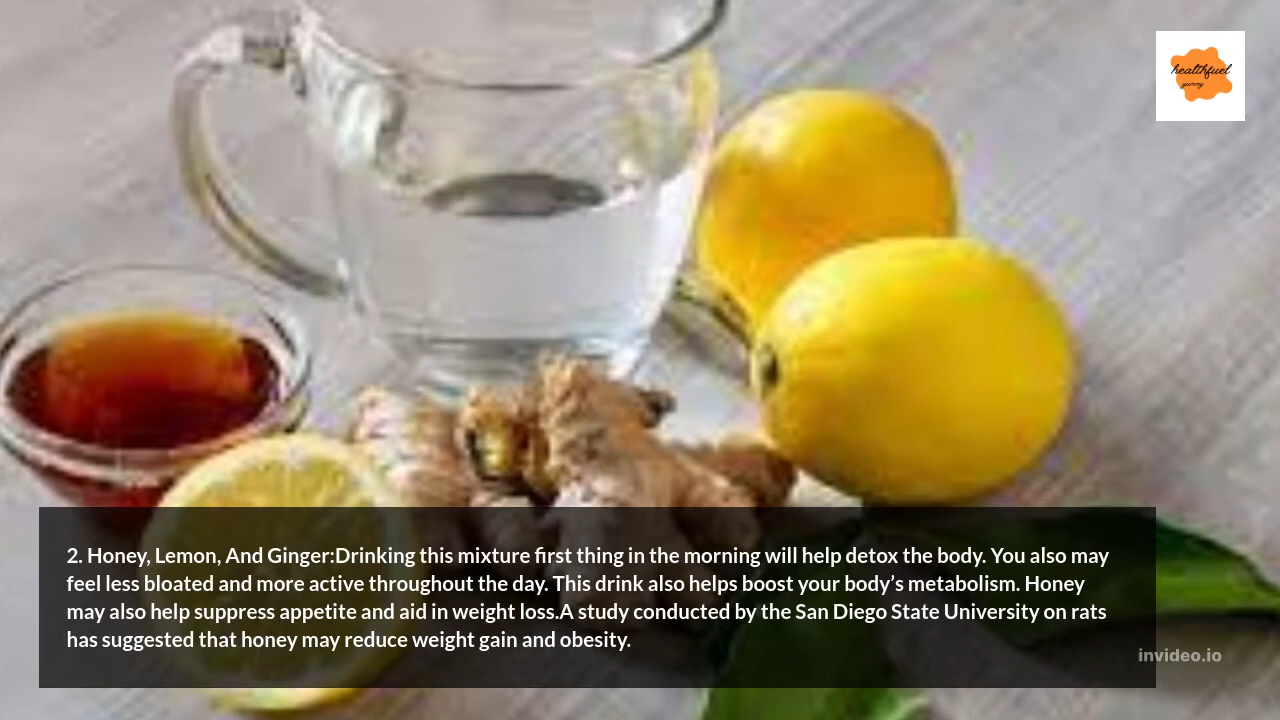 healthfuel
yummy
2. Honey, Lemon, And Ginger:Drinking this mixture first thing in the morning will help detox the body. You also may
feel less bloated and more active throughout the day. This drink also helps boost your body’s metabolism. Honey
may also help suppress appetite and aid in weight loss.A study conducted by the San Diego State University on rats
has suggested that honey may reduce weight gain and obesity.
invideo.io